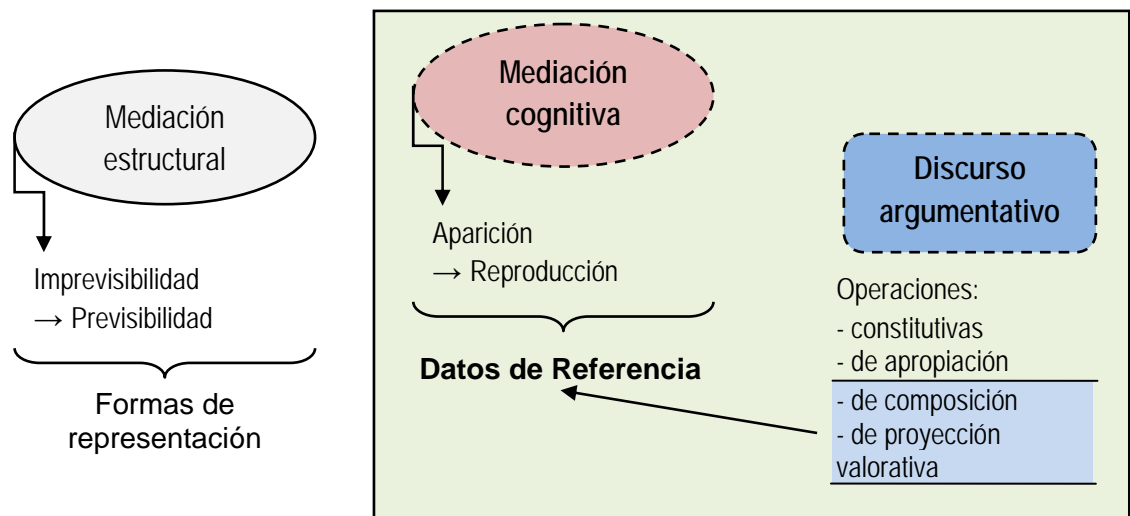 Mediación
estructural
Imprevisibilidad
→ Previsibilidad
Formas de
representación
Mediación
cognitiva
Aparición
→ Reproducción
Datos de Referencia
Discurso
argumentativo
Operaciones:
- constitutivas
- de apropiación
- de composición
- de proyección
valorativa